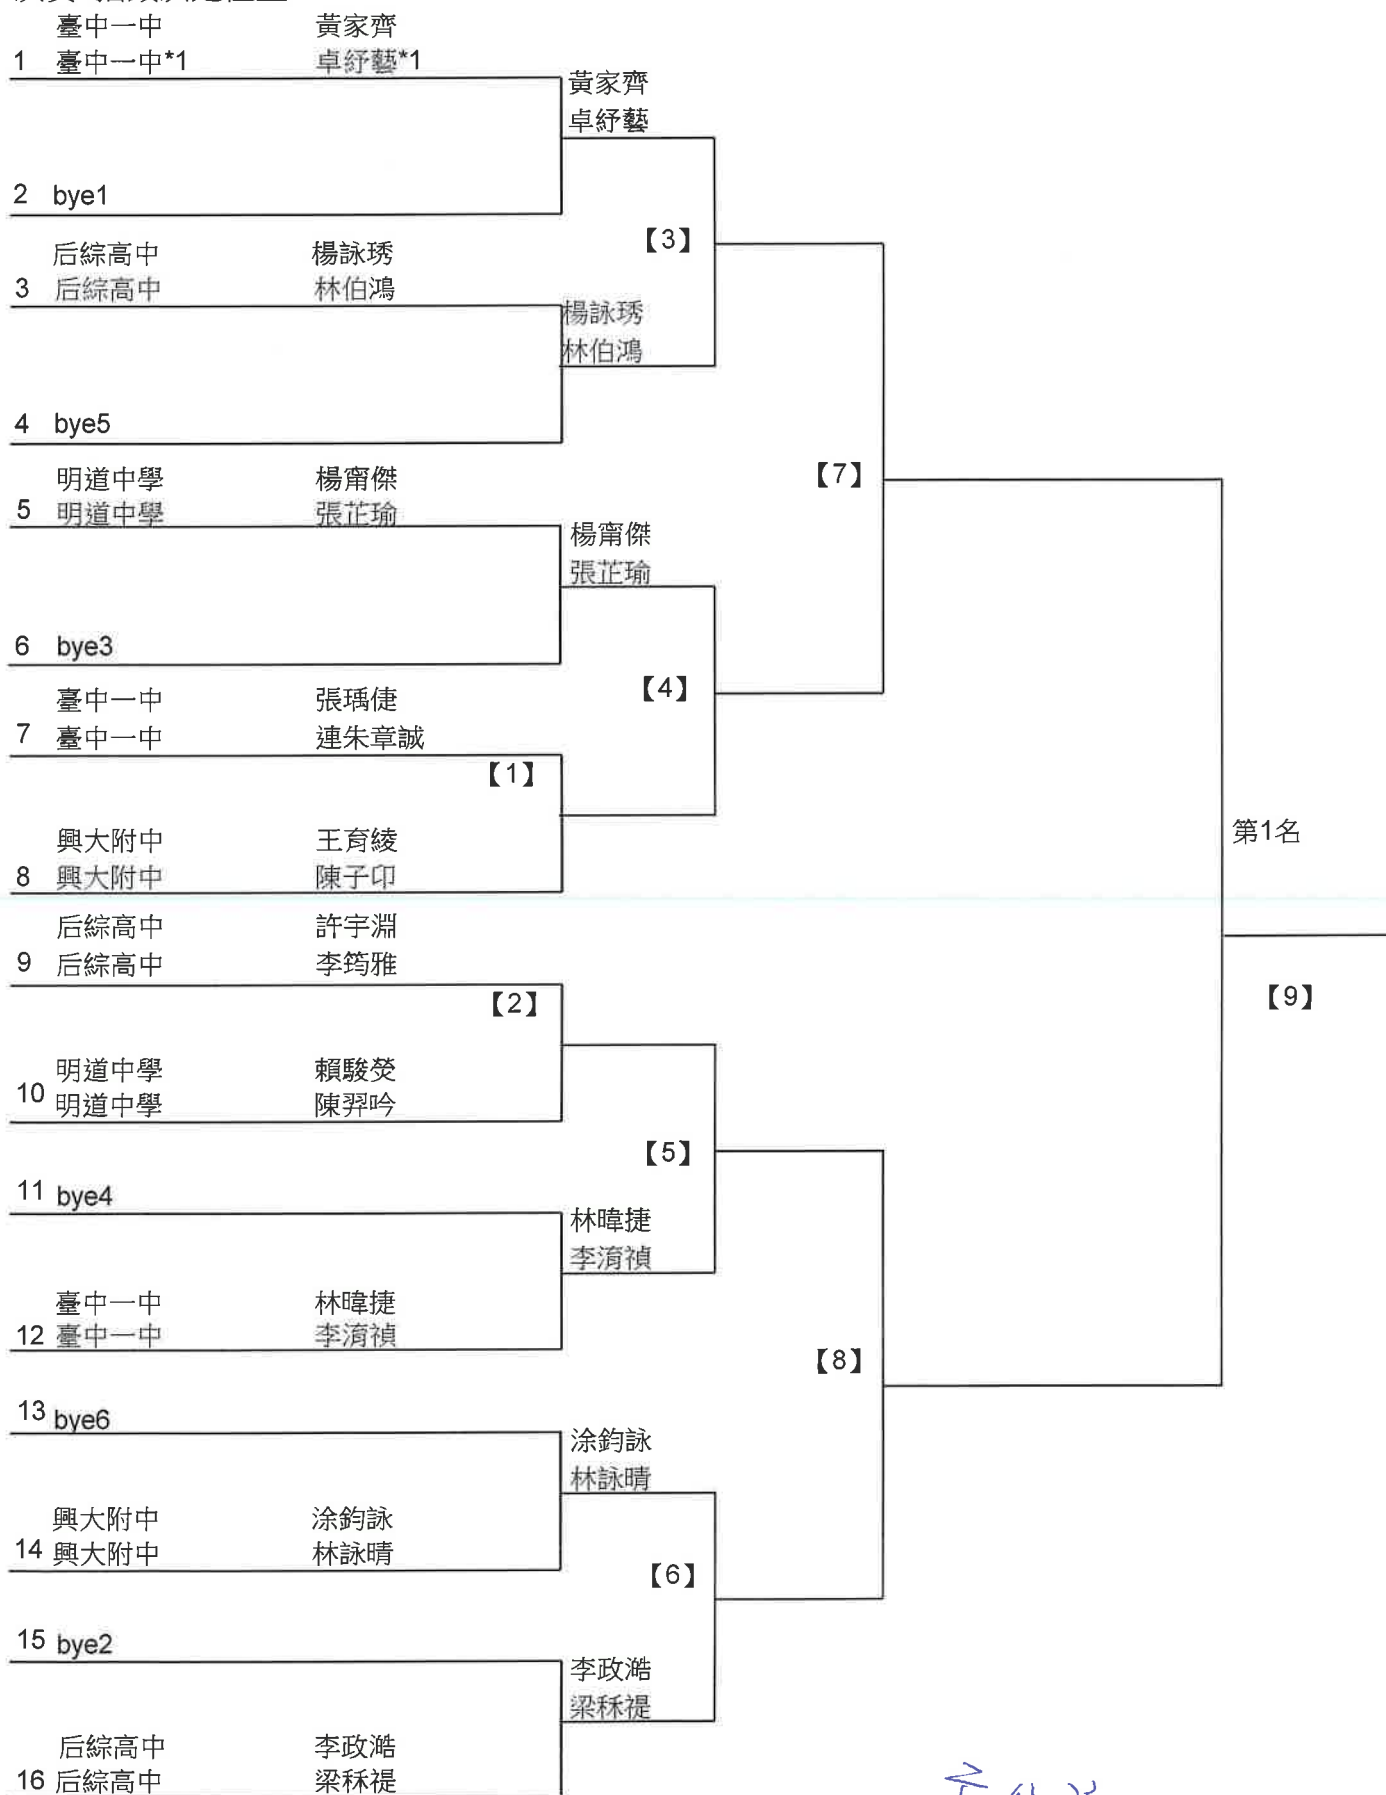 臺中一中 黃家齊
1 臺中一中*1 卓紓藝*1
黃家齊
卓紓藝
2 bye1
【3】
后綜高中 楊詠琇
3 后綜高中 林伯鴻
楊詠琇
林伯鴻
4 bye5
【7】
明道中學 楊甯傑
5 明道中學 張芷瑜
楊甯傑
張芷瑜
6 bye3
【4】
臺中一中 張瑀倢
7 臺中一中 連朱章誠
【1】
第1名
興大附中 王育綾
8 興大附中 陳子印
后綜高中 許宇淵
9 后綜高中 李筠雅
【2】
【9】
明道中學 賴駿熒
10 明道中學 陳羿吟
【5】
11 bye4
林暐捷
李淯禎
臺中一中 林暐捷
12 臺中一中 李淯禎
【8】
13 bye6
涂鈞詠
林詠晴
興大附中 涂鈞詠
14 興大附中 林詠晴
【6】
15 bye2
李政澔
梁秝禔
后綜高中 李政澔
16 后綜高中 梁秝禔